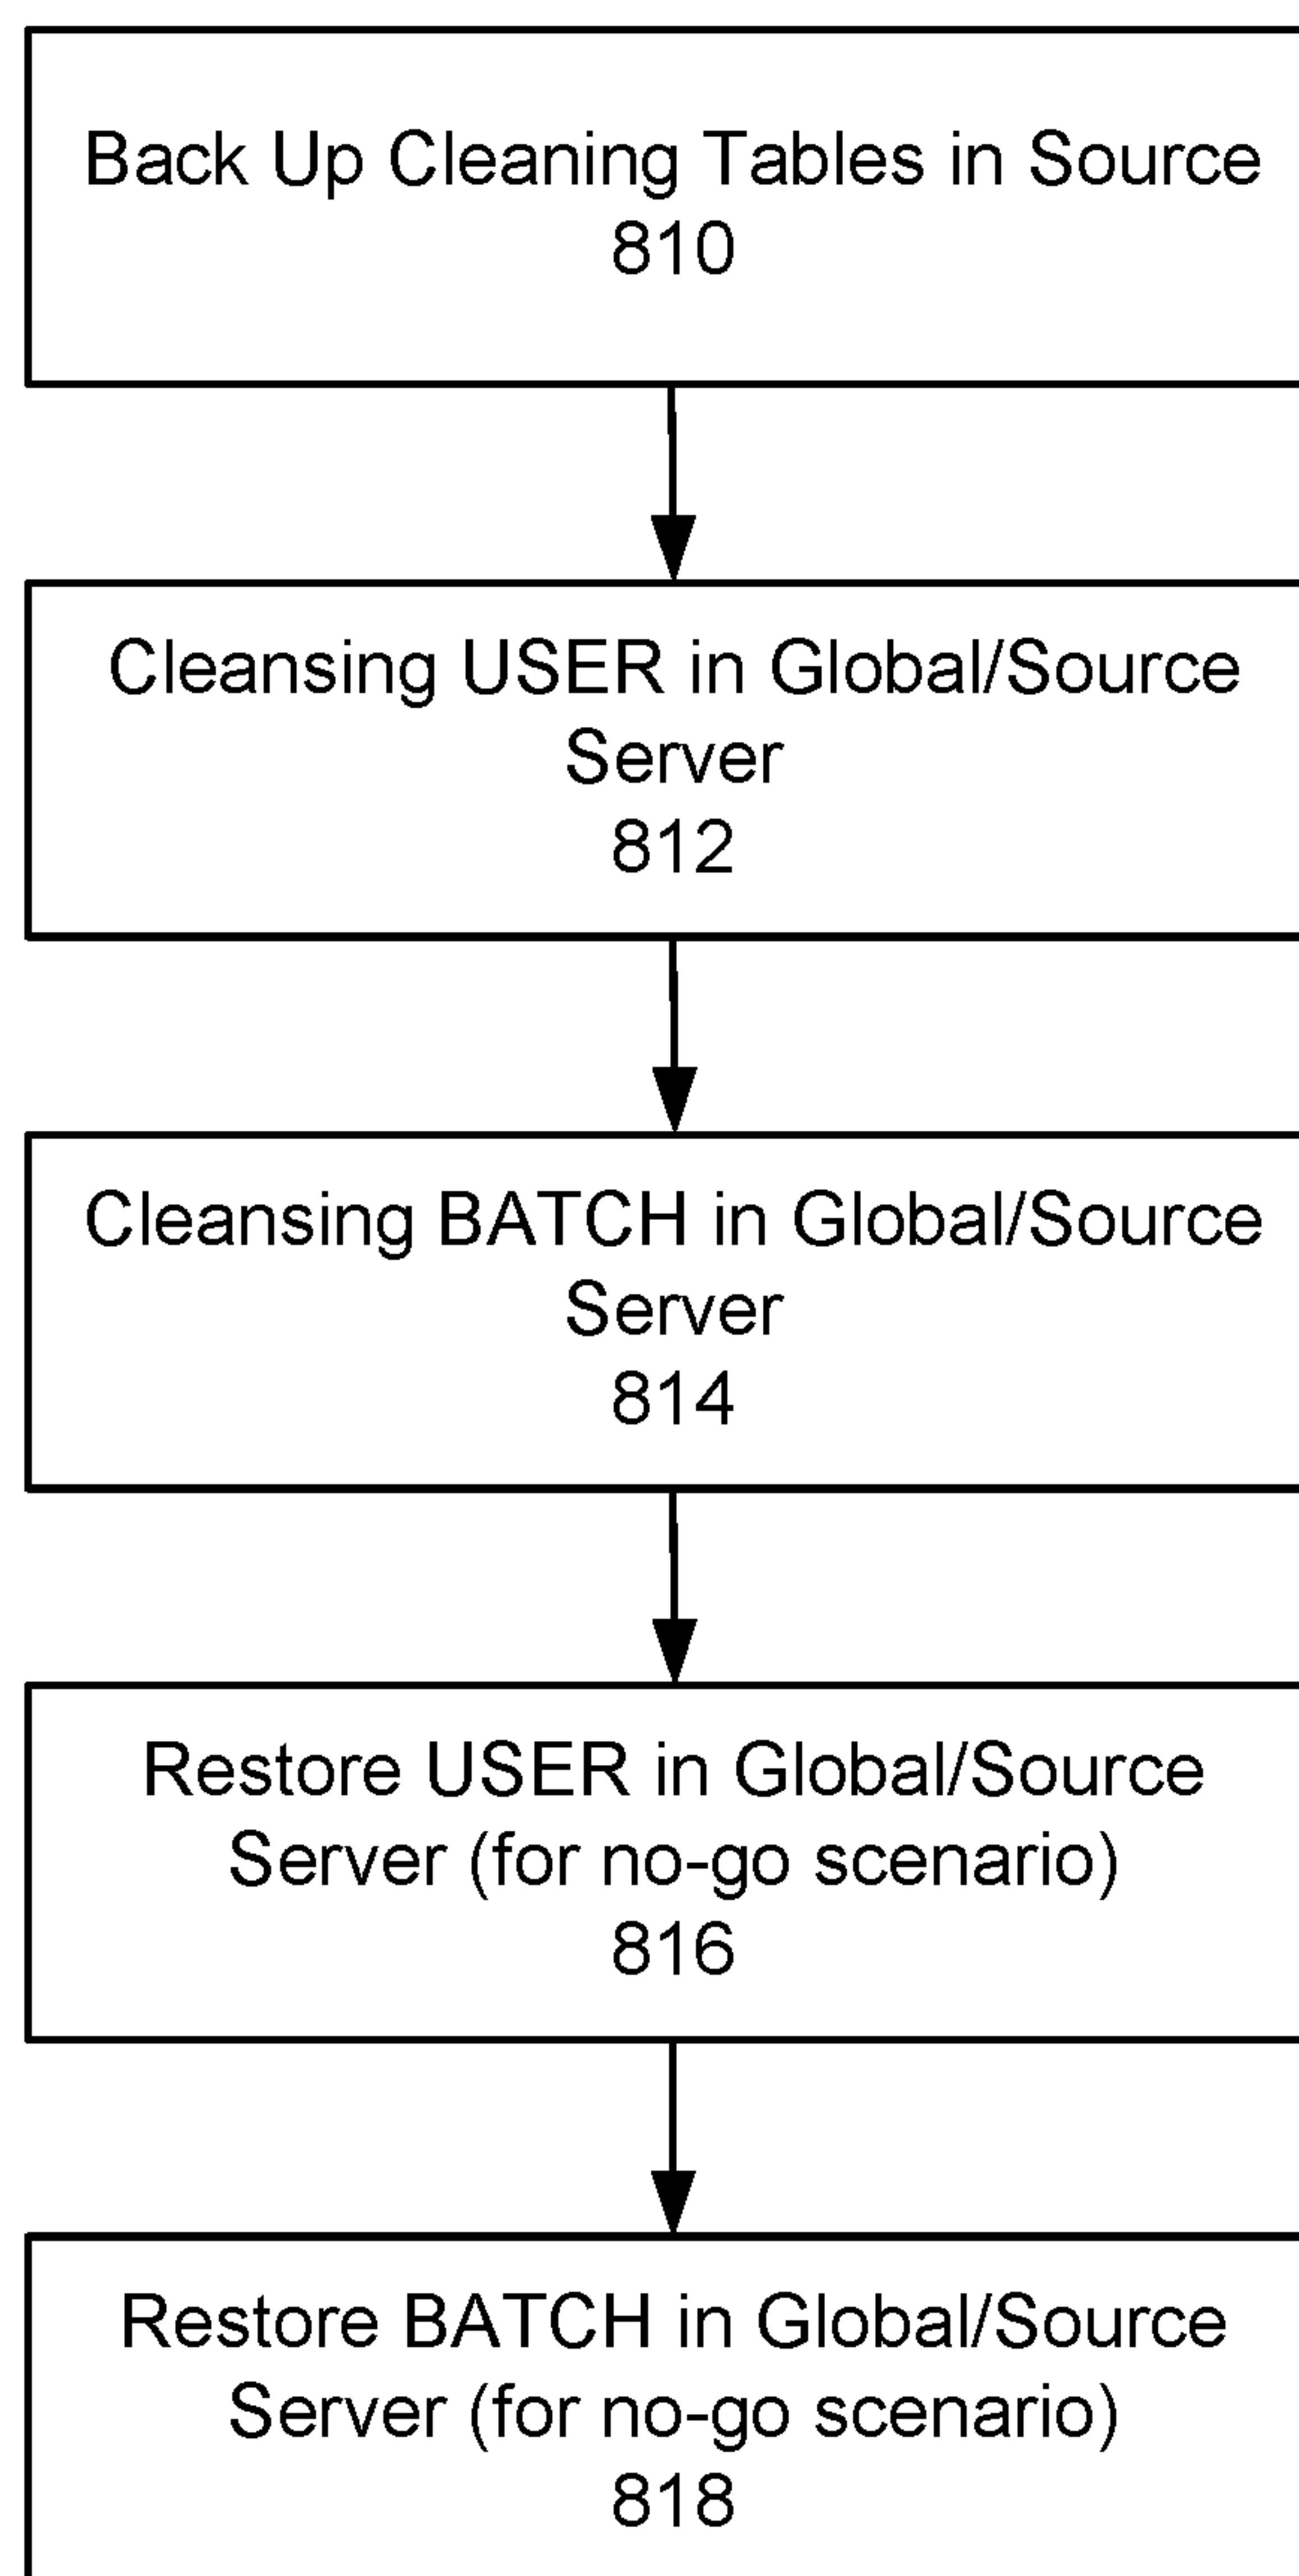 Back Up Cleaning Tables in Source
810
Cleansing USER in Global/Source
Server
812
Cleansing BATCH in Global/Source
Server
814
Restore USER in Global/Source
Server (for no-go scenario)
816
Restore BATCH in Global/Source
Server (for no-go scenario)
818